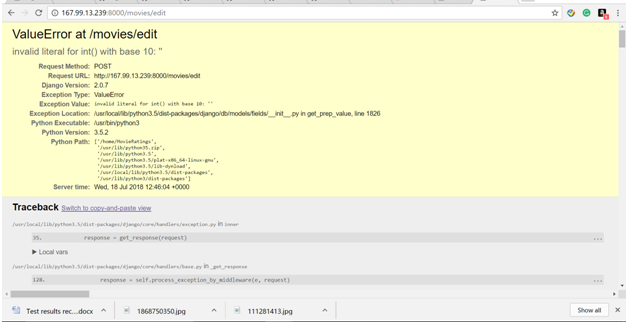 167.99.13.239:8000/movies/edit
ValueError at /movies/edit
invalid literal for int() with base 10: ''
Request Method: POST
Request URL: http://167.99.13.239:8000/movies/edit
Django Version: 2.0.7
Exception Type: ValueError
Exception Value: invalid literal for int() with base 10: ''
Exception Location: /usr/local/lib/python3.5/dist-packages/django/db/models/fields/__init__.py in get_prep_value, line 1826
Python Executable: /usr/bin/python3
Python Version: 3.5.2
Python Path: ['/home/MovieRatings',
'/usr/lib/python35.zip',
'/usr/lib/python3.5',
'/usr/lib/python3.5/plat-x86_64-linux-gnu',
'/usr/lib/python3.5/lib-dynload',
'/usr/local/lib/python3.5/dist-packages',
'/usr/lib/python3/dist-packages']
Server time: Wed, 18 Jul 2018 12:46:04 +0000
Traceback Switch to copy-and-paste view
/usr/local/lib/python3.5/dist-packages/django/core/handlers/exception.py in inner
35. response = get_response(request) ...
▶ Local vars
/usr/local/lib/python3.5/dist-packages/django/core/handlers/base.py in _get_response
128. response = self.process_exception_by_middleware(e, request) ...
Test results rec....docx
1868750350.jpg
111281413.jpg
Show all